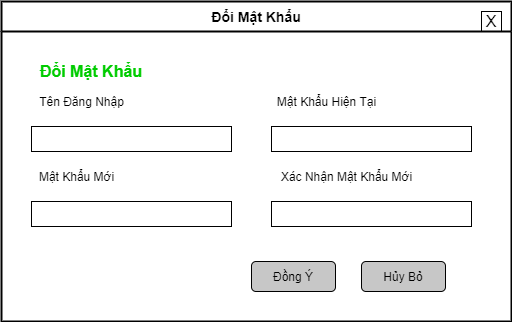 Đổi Mật Khẩu
X
Đổi Mật Khẩu
Tên Đăng Nhập
Mật Khẩu Hiện Tại
Mật Khẩu Mới
Xác Nhận Mật Khẩu Mới
Đồng Ý
Hủy Bỏ